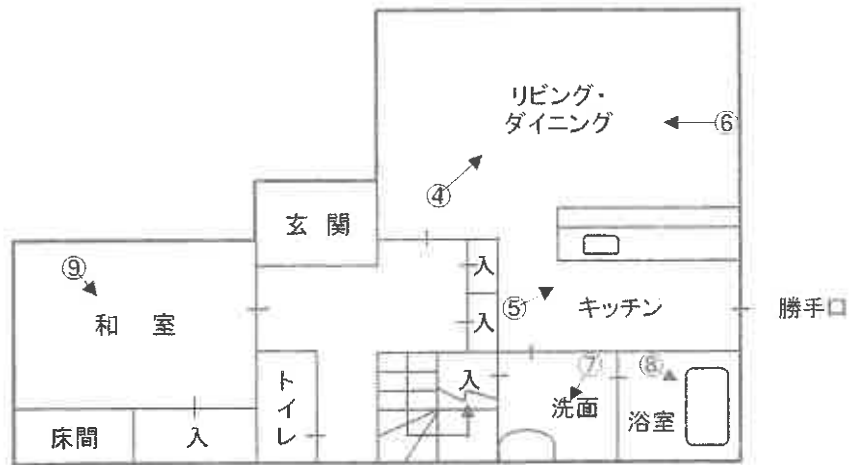 リビング・
ダイニング
⑥
④
玄 関
⑨
入
⑤
キッチン
勝手口
和 室
入
トイレ
入
⑦
⑧
洗面
浴室
床間
入